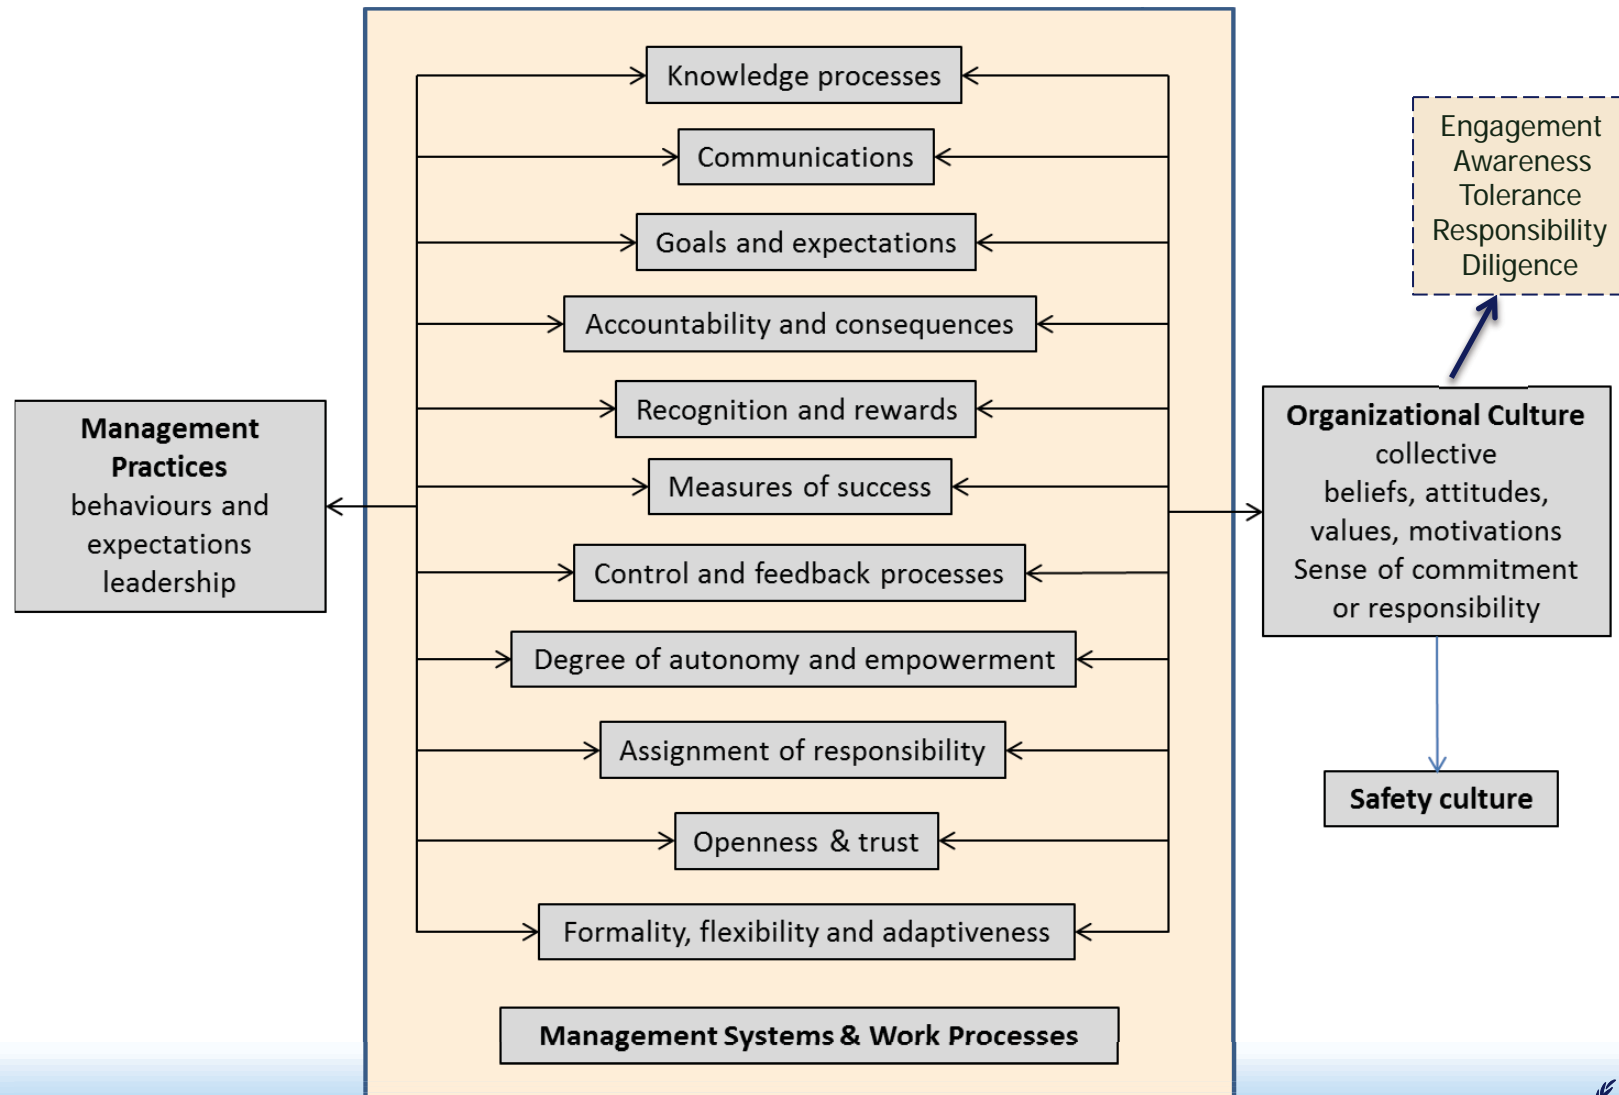 Knowledge processes
Communications
Goals and expectations
Accountability and consequences
Recognition and rewards
Measures of success
Control and feedback processes
Degree of autonomy and empowerment
Assignment of responsibility
Openness & trust
Formality, flexibility and adaptiveness
Management Systems & Work Processes
Management
Practices
behaviours and
expectations
leadership
Engagement
Awareness
Tolerance
Responsibility
Diligence
Organizational Culture
collective
beliefs, attitudes,
values, motivations
Sense of commitment
or responsibility
Safety culture